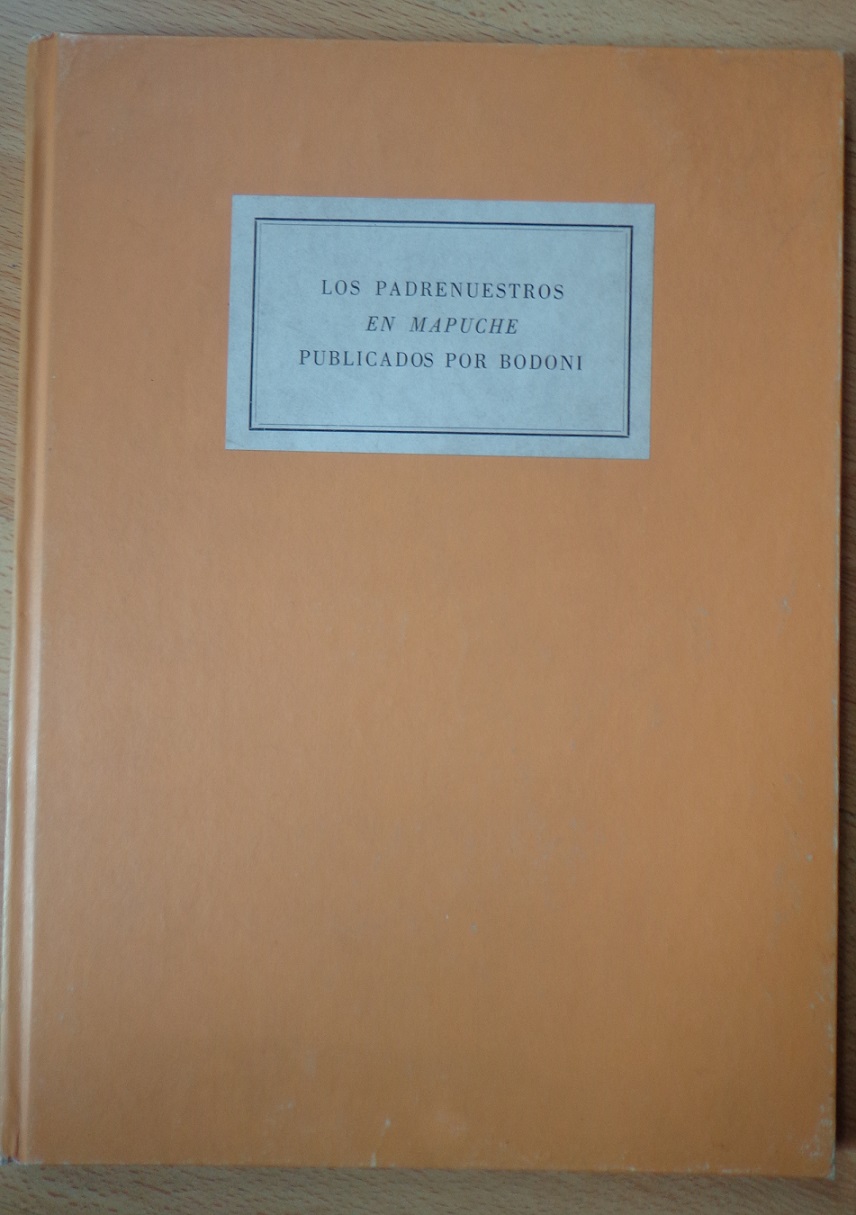 LOS PADRENUESTROS
EN MAPUCHE
PUBLICADOS POR BODONI